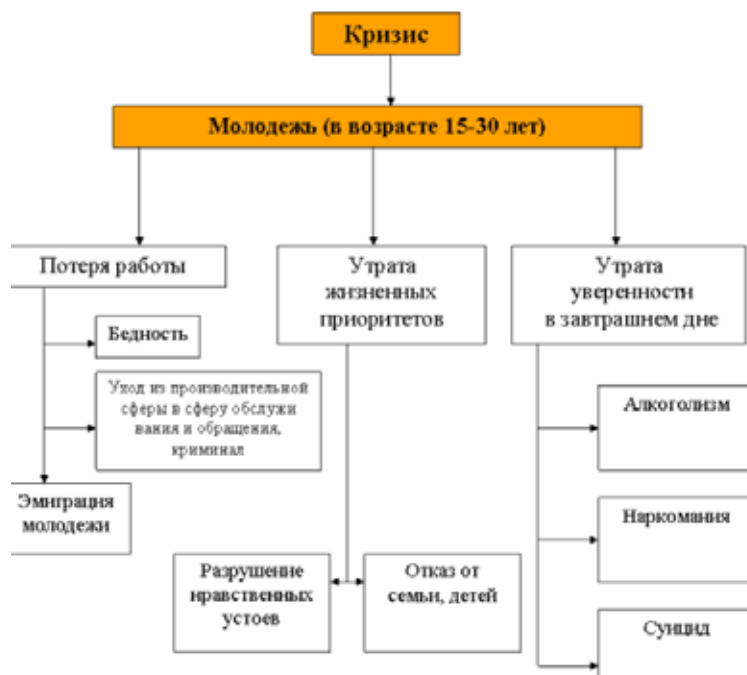 Кризис
Молодежь (в возрасте 15-30 лет)
Потеря работы
Утрата
жизненных
приоритетов
Утрата
уверенности
в завтрашнем дне
Бедность
Уход из производительной
сферы в сферу обслужи
вания и обращения,
криминал
Эмиграция
молодежи
Разрушение
нравственных
устоев
Отказ от
семьи, детей
Алкоголизм
Наркомания
Суицид